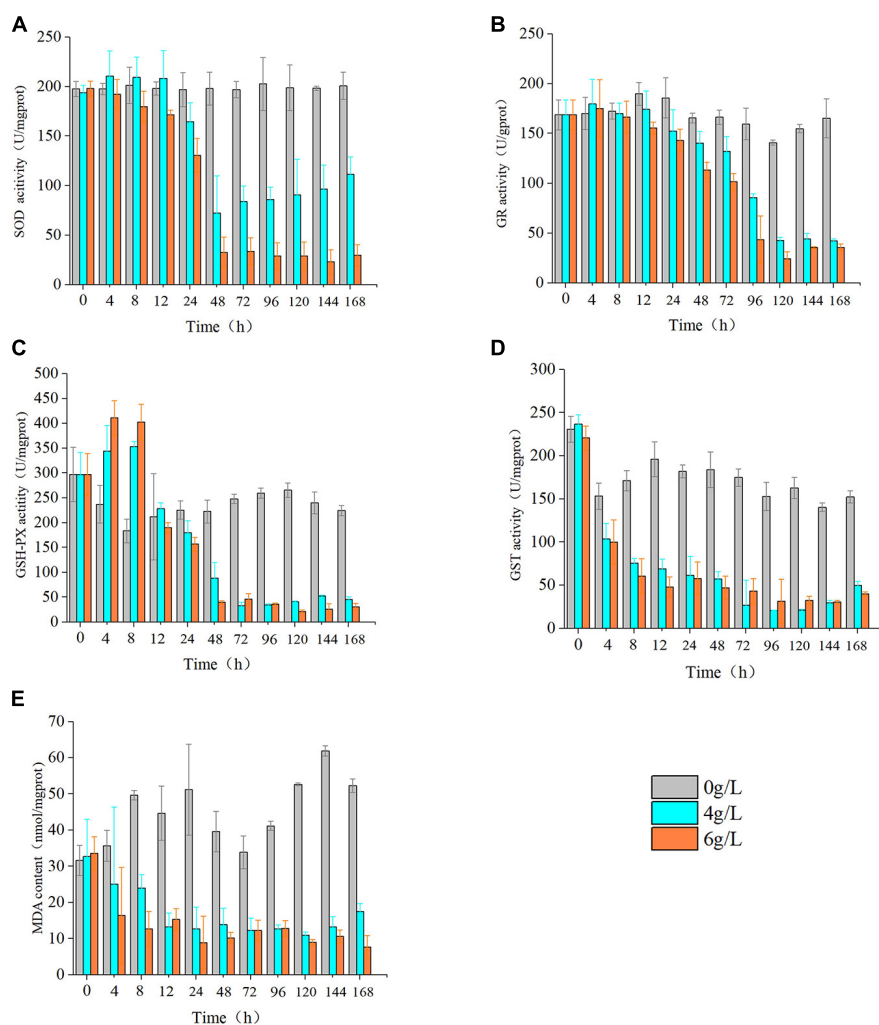 A
250
200
150
100
50
0
SOD acitivity (U/mgprot)
0 4 8 12 24 48 72 96 120 144 168
Time（h）
B
250
200
150
100
50
0
GR activity（U/gprot)
0 4 8 12 24 48 72 96 120 144 168
Time（h）
C
450
400
350
300
250
200
150
100
50
0
GSH-PX actitity（U/mgprot)
0 4 8 12 24 48 72 96 120 144 168
Time（h）
D
300
250
200
150
100
50
0
GST activity（U/mgprot）
0 4 8 12 24 48 72 96 120 144 168
Time（h）
E
70
60
50
40
30
20
10
0
MDA content（nmol/mgprot）
0 4 8 12 24 48 72 96 120 144 168
Time（h）
0g/L
4g/L
6g/L